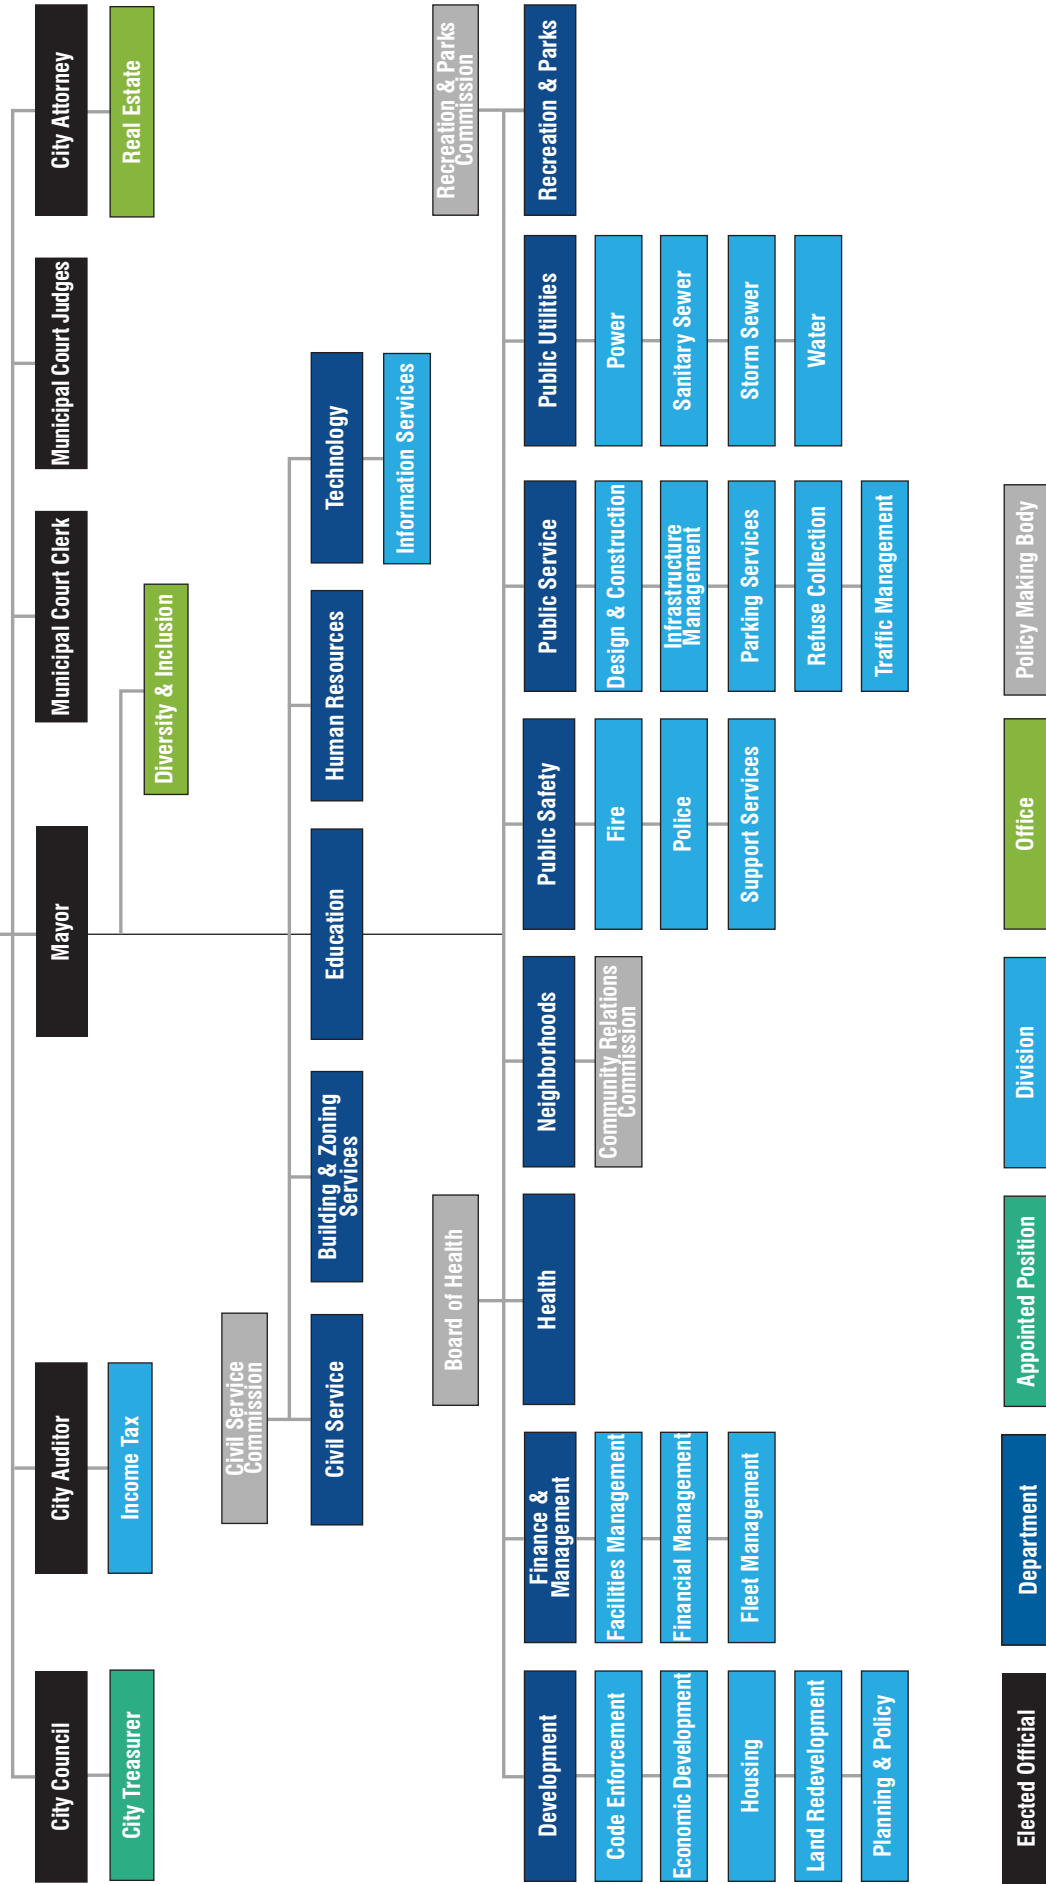 City Council
City Auditor
Mayor
Municipal Court Clerk
Municipal Court Judges
City Attorney
City Treasurer
Income Tax
Diversity & Inclusion
Real Estate
Civil Service
Commission
Civil Service
Building & Zoning
Services
Education
Human Resources
Technology
Information Services
Board of Health
Recreation & Parks
Commission
Development
Finance &
Management
Health
Neighborhoods
Public Safety
Public Service
Public Utilities
Recreation & Parks
Code Enforcement
Facilities Management
Community Relations
Commission
Fire
Design & Construction
Power
Economic Development
Financial Management
Police
Infrastructure
Management
Sanitary Sewer
Housing
Fleet Management
Support Services
Parking Services
Storm Sewer
Land Redevelopment
Refuse Collection
Water
Planning & Policy
Traffic Management
Elected Official
Department
Appointed Position
Division
Office
Policy Making Body